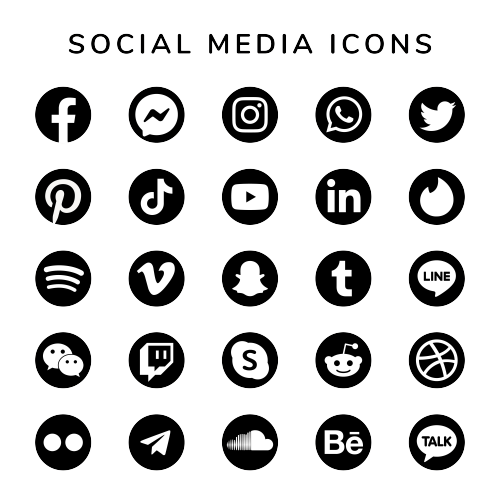 SOCIAL MEDIA ICONS
f
P in
V t LINE
S
Bē TALK